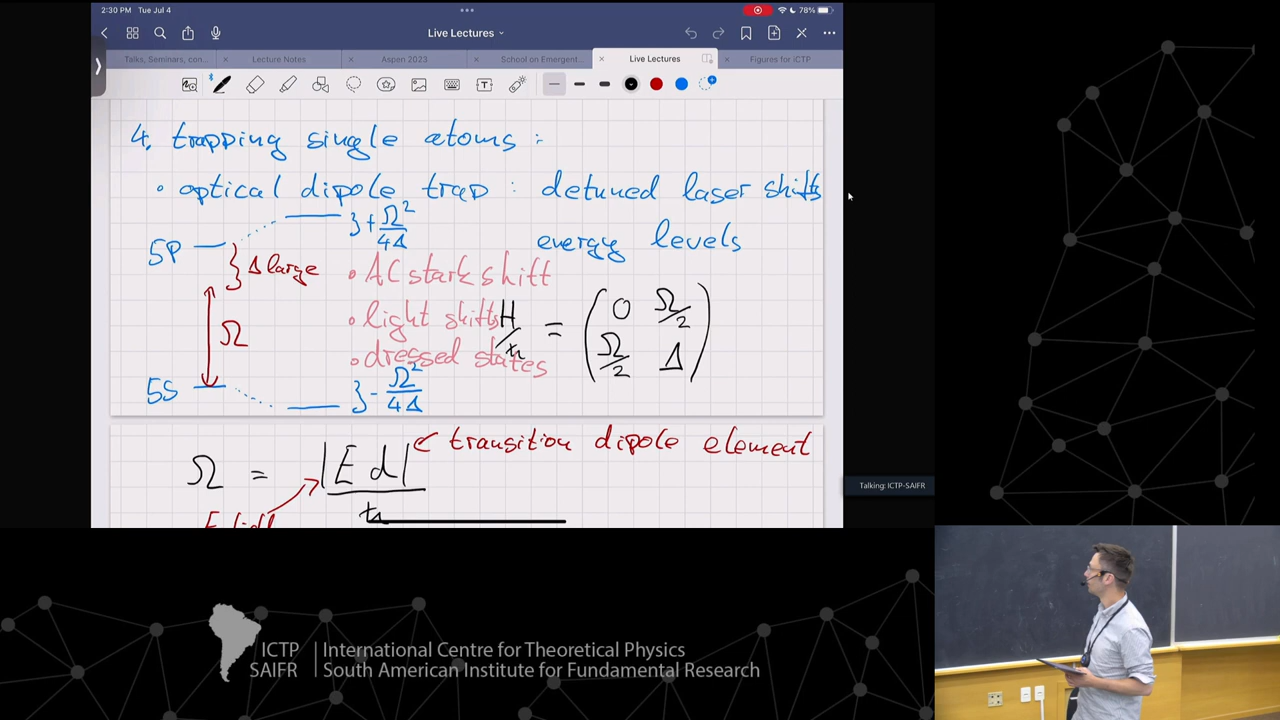 2:30 PM Tue Jul 4
78%
Live Lectures
Talks, Seminars, con...
Lecture Notes
Aspen 2023
School on Emergent...
Live Lectures
Figures for iCTP
4. trapping single atoms :
• optical dipole trap : detuned laser shifts
energy levels
5P
} + Ω²/4Δ
} Δ large
• AC stark shift
Ω
• light shifts
• dressed states
H/ħ = ( 0 Ω/2 Ω/2 Δ )
5S
} - Ω²/4Δ
Ω = |E d|/ħ
transition dipole element
Talking: ICTP-SAIFR
ICTP
SAIFR
International Centre for Theoretical Physics
South American Institute for Fundamental Research